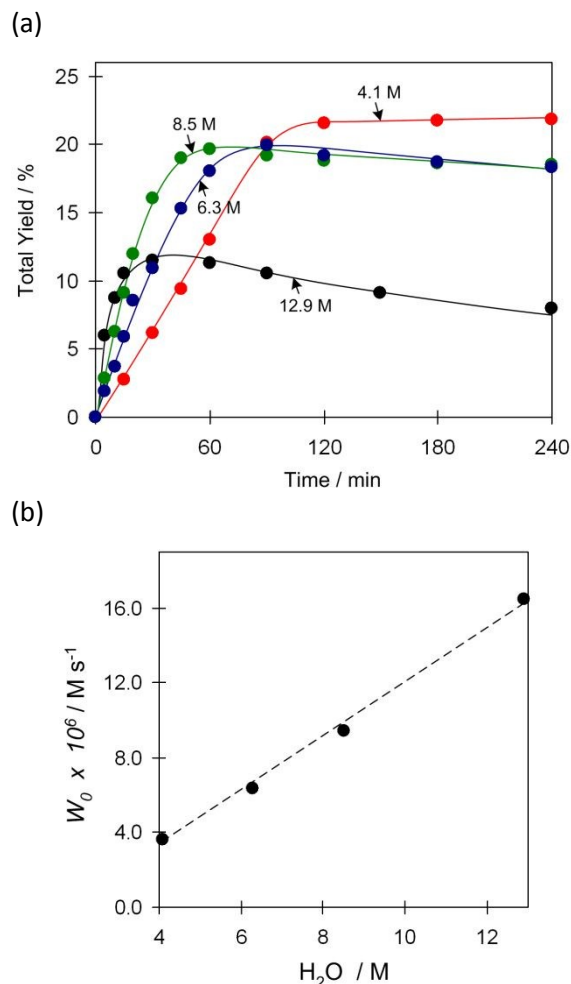 (a)
25
20
15
10
5
0
Total Yield / %
4.1 M
8.5 M
6.3 M
12.9 M
0 60 120 180 240
Time / min
(b)
16.0
12.0
8.0
4.0
0.0
W₀ x 10⁶ / M s⁻¹
4 6 8 10 12
H₂O / M